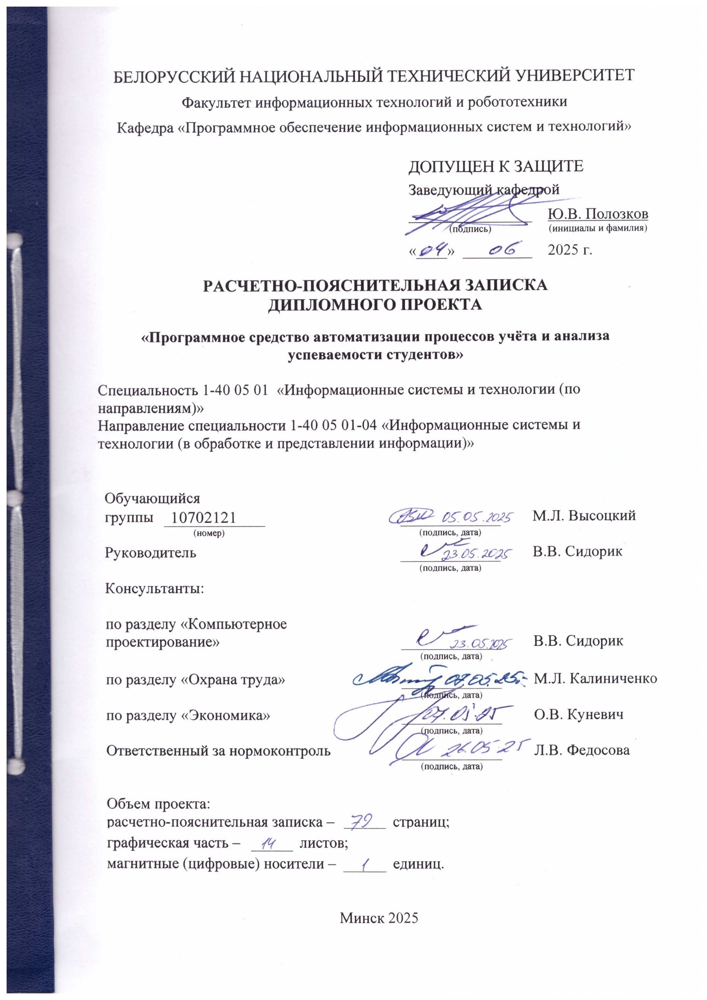 БЕЛОРУССКИЙ НАЦИОНАЛЬНЫЙ ТЕХНИЧЕСКИЙ УНИВЕРСИТЕТ
Факультет информационных технологий и робототехники
Кафедра «Программное обеспечение информационных систем и технологий»
ДОПУЩЕН К ЗАЩИТЕ
Заведующий кафедрой
Ю.В. Полозков
(подпись) (инициалы и фамилия)
«04» 06 2025 г.
РАСЧЕТНО-ПОЯСНИТЕЛЬНАЯ ЗАПИСКА
ДИПЛОМНОГО ПРОЕКТА
«Программное средство автоматизации процессов учёта и анализа
успеваемости студентов»
Специальность 1-40 05 01 «Информационные системы и технологии (по
направлениям)»
Направление специальности 1-40 05 01-04 «Информационные системы и
технологии (в обработке и представлении информации)»
Обучающийся
группы 10702121 05.05.2025 М.Л. Высоцкий
(номер) (подпись, дата)
Руководитель 23.05.2025 В.В. Сидорик
(подпись, дата)
Консультанты:
по разделу «Компьютерное
проектирование» 23.05.2025 В.В. Сидорик
(подпись, дата)
по разделу «Охрана труда» 07.05.25 М.Л. Калиниченко
(подпись, дата)
по разделу «Экономика» 07.05.25 О.В. Куневич
(подпись, дата)
Ответственный за нормоконтроль 26.05.25 Л.В. Федосова
(подпись, дата)
Объем проекта:
расчетно-пояснительная записка – 79 страниц;
графическая часть – 14 листов;
магнитные (цифровые) носители – 1 единиц.
Минск 2025